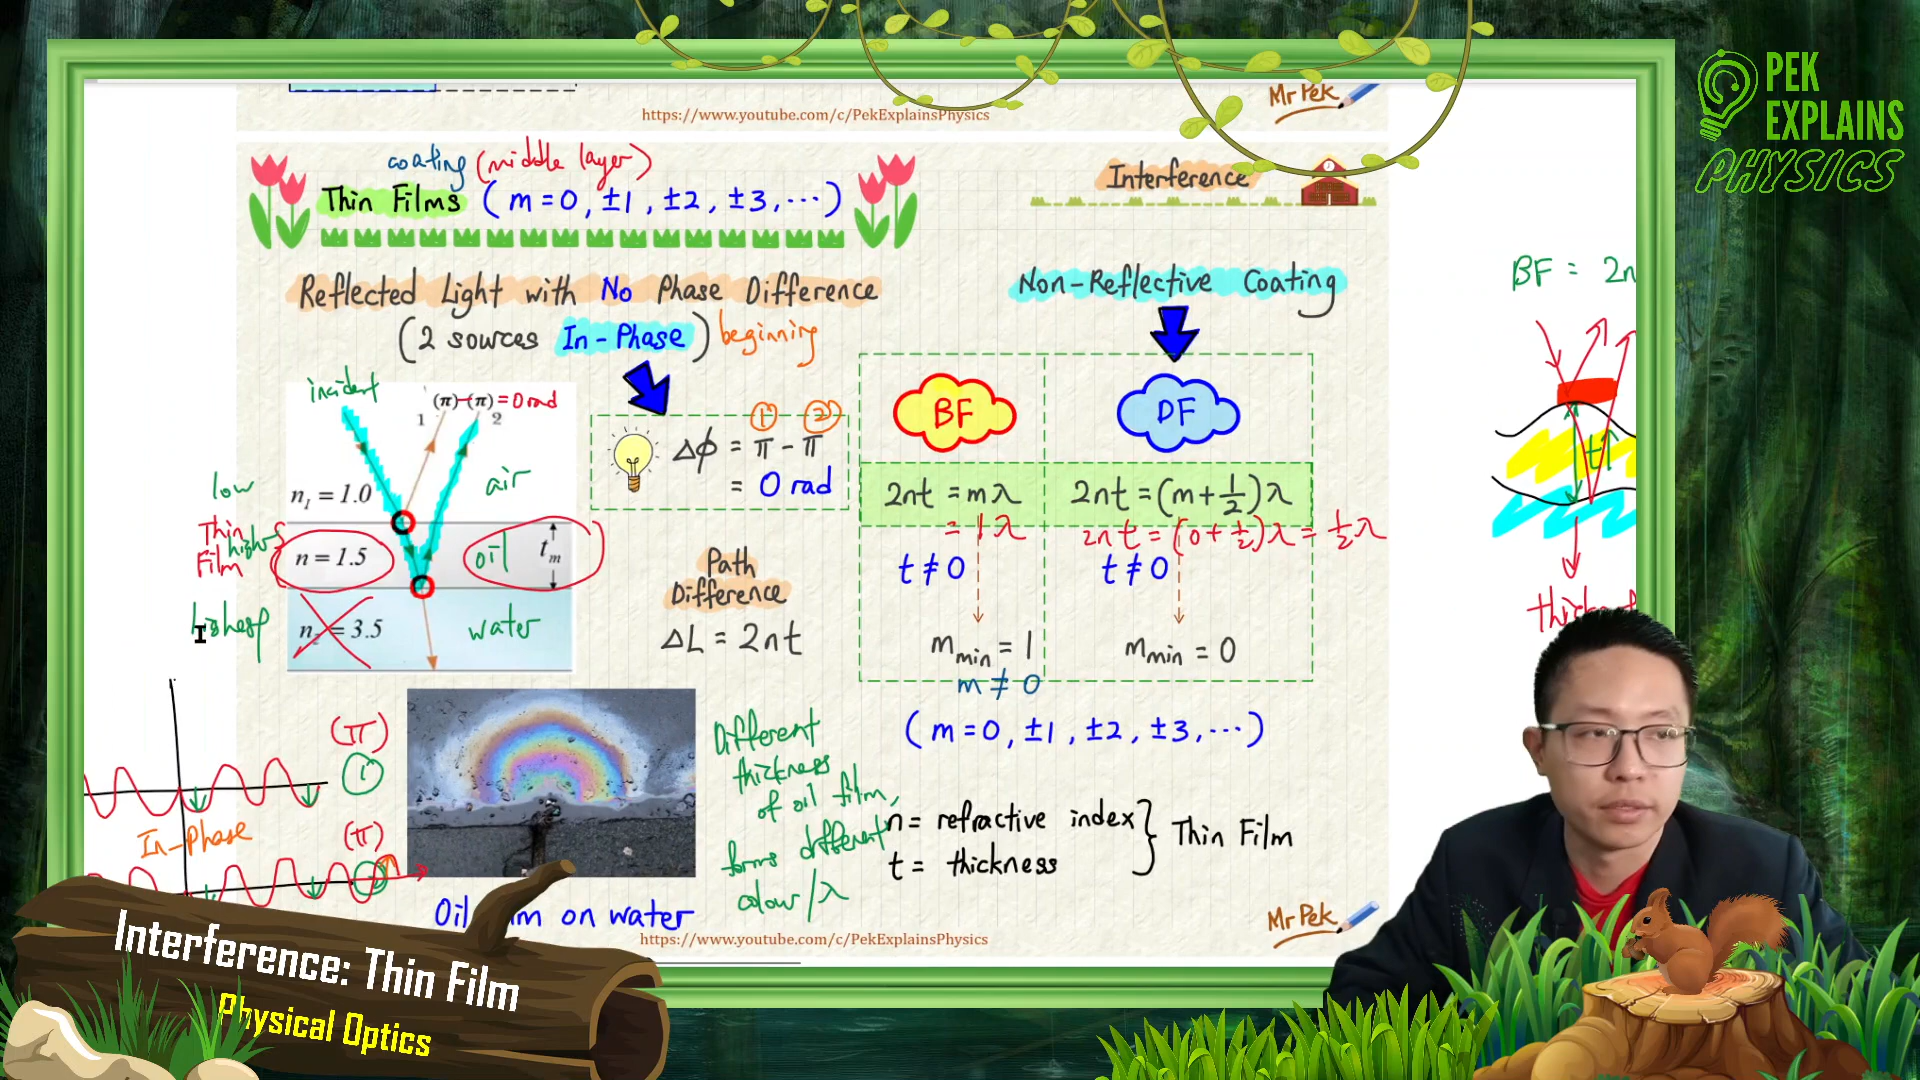 PEK
EXPLAINS
PHYSICS
https://www.youtube.com/c/PekExplainsPhysics
Mr Pek
coating (middle layer)
Thin Films (m = 0, ±1, ±2, ±3, ...)
Interference
Reflected Light with No Phase Difference
(2 sources In-Phase) beginning
incident
1 (π)-(π) = 0 rad
2
n₁ = 1.0
air
low
Thin
Film
higher
n = 1.5
oil
tₘ
highest
n₂ = 3.5
water
① ②
Δφ = π - π
= 0 rad
Path
Difference
ΔL = 2nt
Non-Reflective Coating
BF
DF
2nt = mλ
= 1λ
2nt = (m + 1/2)λ
2nt = (0 + 1/2)λ = 1/2 λ
t ≠ 0
t ≠ 0
m min = 1
m ≠ 0
m min = 0
(m = 0, ±1, ±2, ±3, ...)
n = refractive index
t = thickness
} Thin Film
BF = 2n
t
(π)
①
In-Phase
(π)
②
Different
thickness
of oil film,
forms different
colour/λ
on water
https://www.youtube.com/c/PekExplainsPhysics
Mr Pek
Interference: Thin Film
Physical Optics